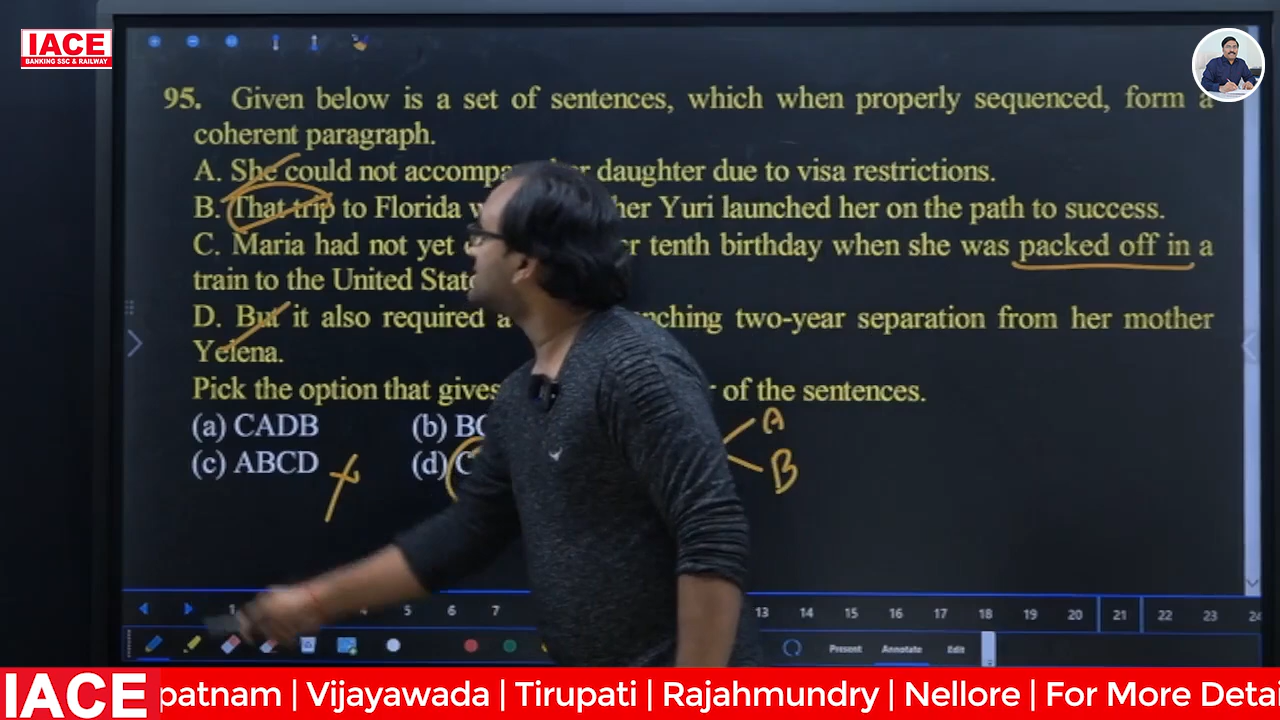 IACE
BANKING SSC & RAILWAY
95. Given below is a set of sentences, which when properly sequenced, form a
coherent paragraph.
A. She could not daughter due to visa restrictions.
B. That trip to Florida her Yuri launched her on the path to success.
C. Maria had not yet tenth birthday when she was packed off in a
train to the United
D. But it also required two-year separation from her mother
Yelena.
Pick the option that gives of the sentences.
(a) CADB (b)
(c) ABCD (d)
A
B
1 4 5 6 7 13 14 15 16 17 18 19 20 21 22 23
Present Annotate Edit
IACE patnam | Vijayawada | Tirupati | Rajahmundry | Nellore | For More